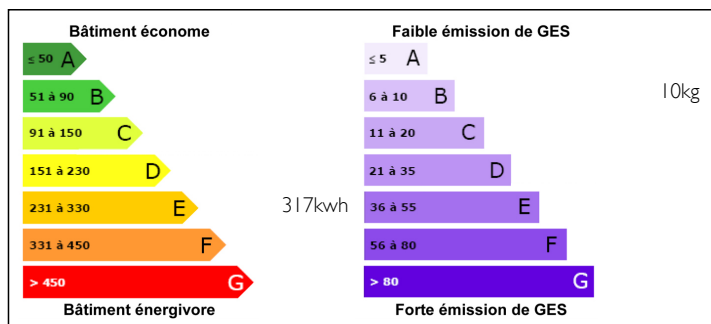 Bâtiment économe
≤ 50 A
51 à 90 B
91 à 150 C
151 à 230 D
231 à 330 E
317kwh
331 à 450 F
> 450 G
Bâtiment énergivore
Faible émission de GES
≤ 5 A
6 à 10 B
10kg
11 à 20 C
21 à 35 D
36 à 55 E
56 à 80 F
> 80 G
Forte émission de GES